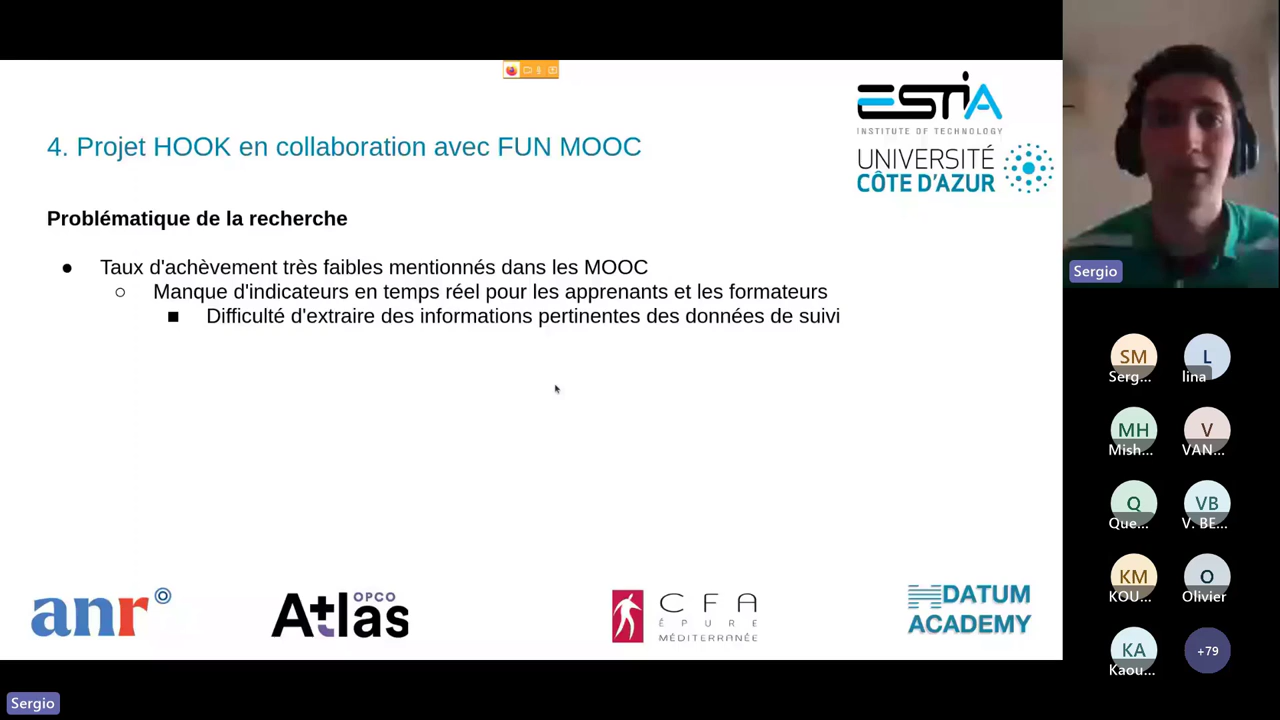 ESTIA
INSTITUTE OF TECHNOLOGY
UNIVERSITÉ
CÔTE D'AZUR
4. Projet HOOK en collaboration avec FUN MOOC
Problématique de la recherche
● Taux d'achèvement très faibles mentionnés dans les MOOC
○ Manque d'indicateurs en temps réel pour les apprenants et les formateurs
■ Difficulté d'extraire des informations pertinentes des données de suivi
anr
OPCO
Atlas
CFA
ÉPURE
MÉDITERRANÉE
DATUM
ACADEMY
Sergio
SM
Serg...
L
lina
MH
Mish...
V
VAN...
Q
Que...
VB
V. BE...
KM
KOU...
O
Olivier
KA
Kaou...
+79
Sergio